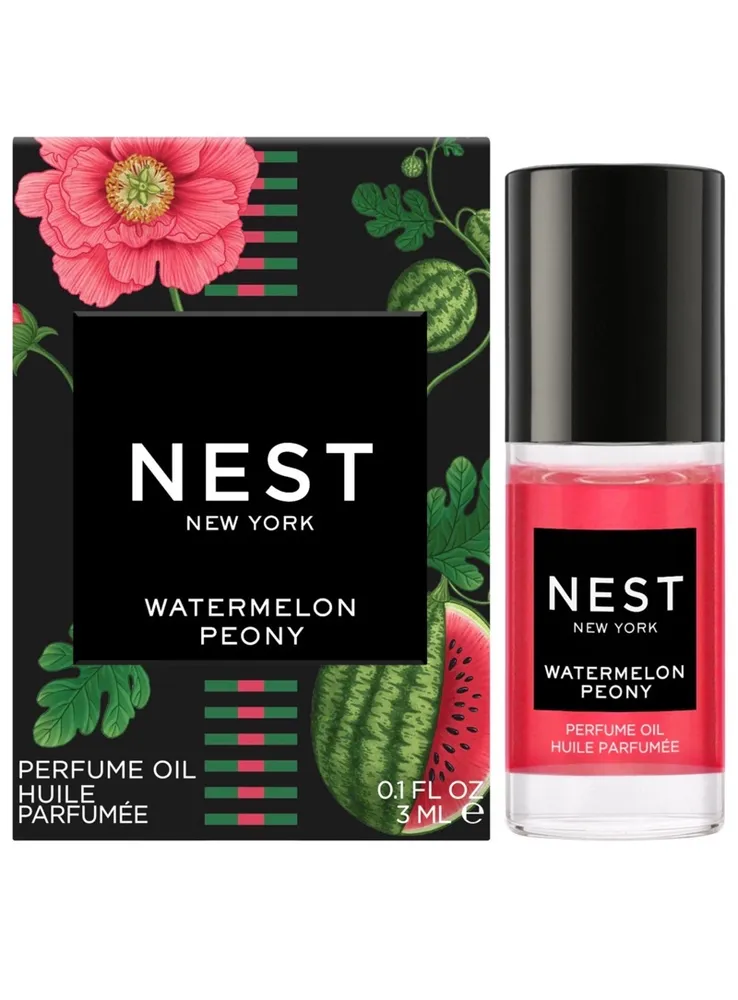 NEST
NEW YORK
WATERMELON
PEONY
PERFUME OIL
HUILE
PARFUMÉE
0.1 FL OZ
3 ML ℮
NEST
NEW YORK
WATERMELON
PEONY
PERFUME OIL
HUILE PARFUMÉE